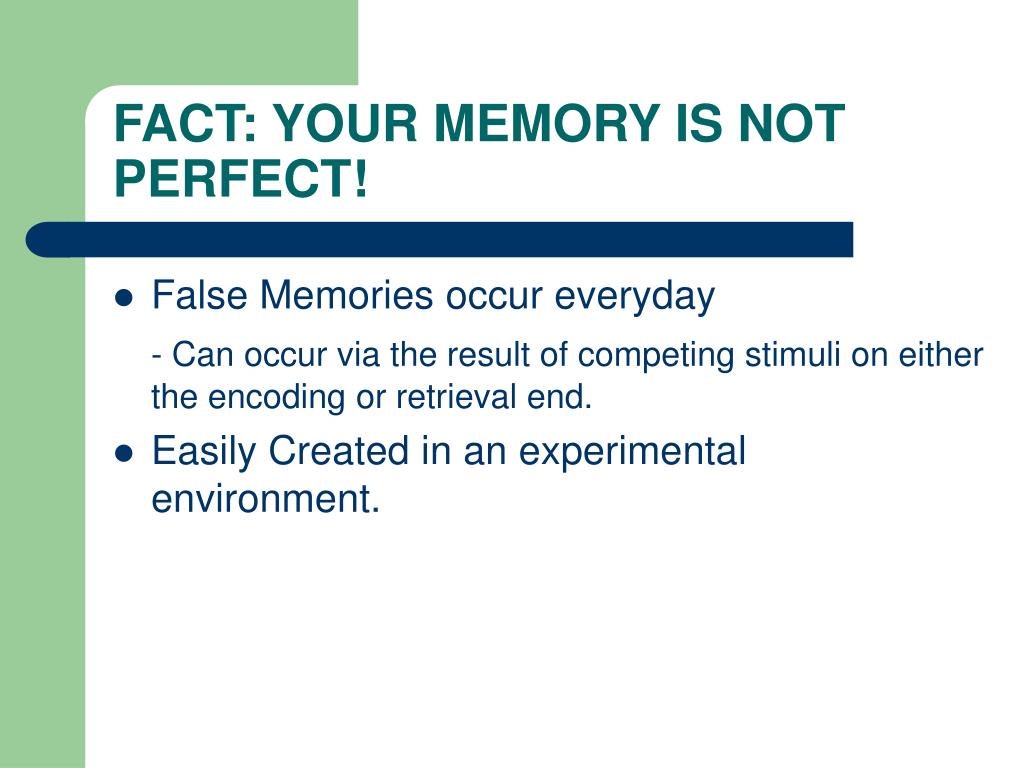 FACT: YOUR MEMORY IS NOT
PERFECT!
● False Memories occur everyday
- Can occur via the result of competing stimuli on either
the encoding or retrieval end.
● Easily Created in an experimental
environment.